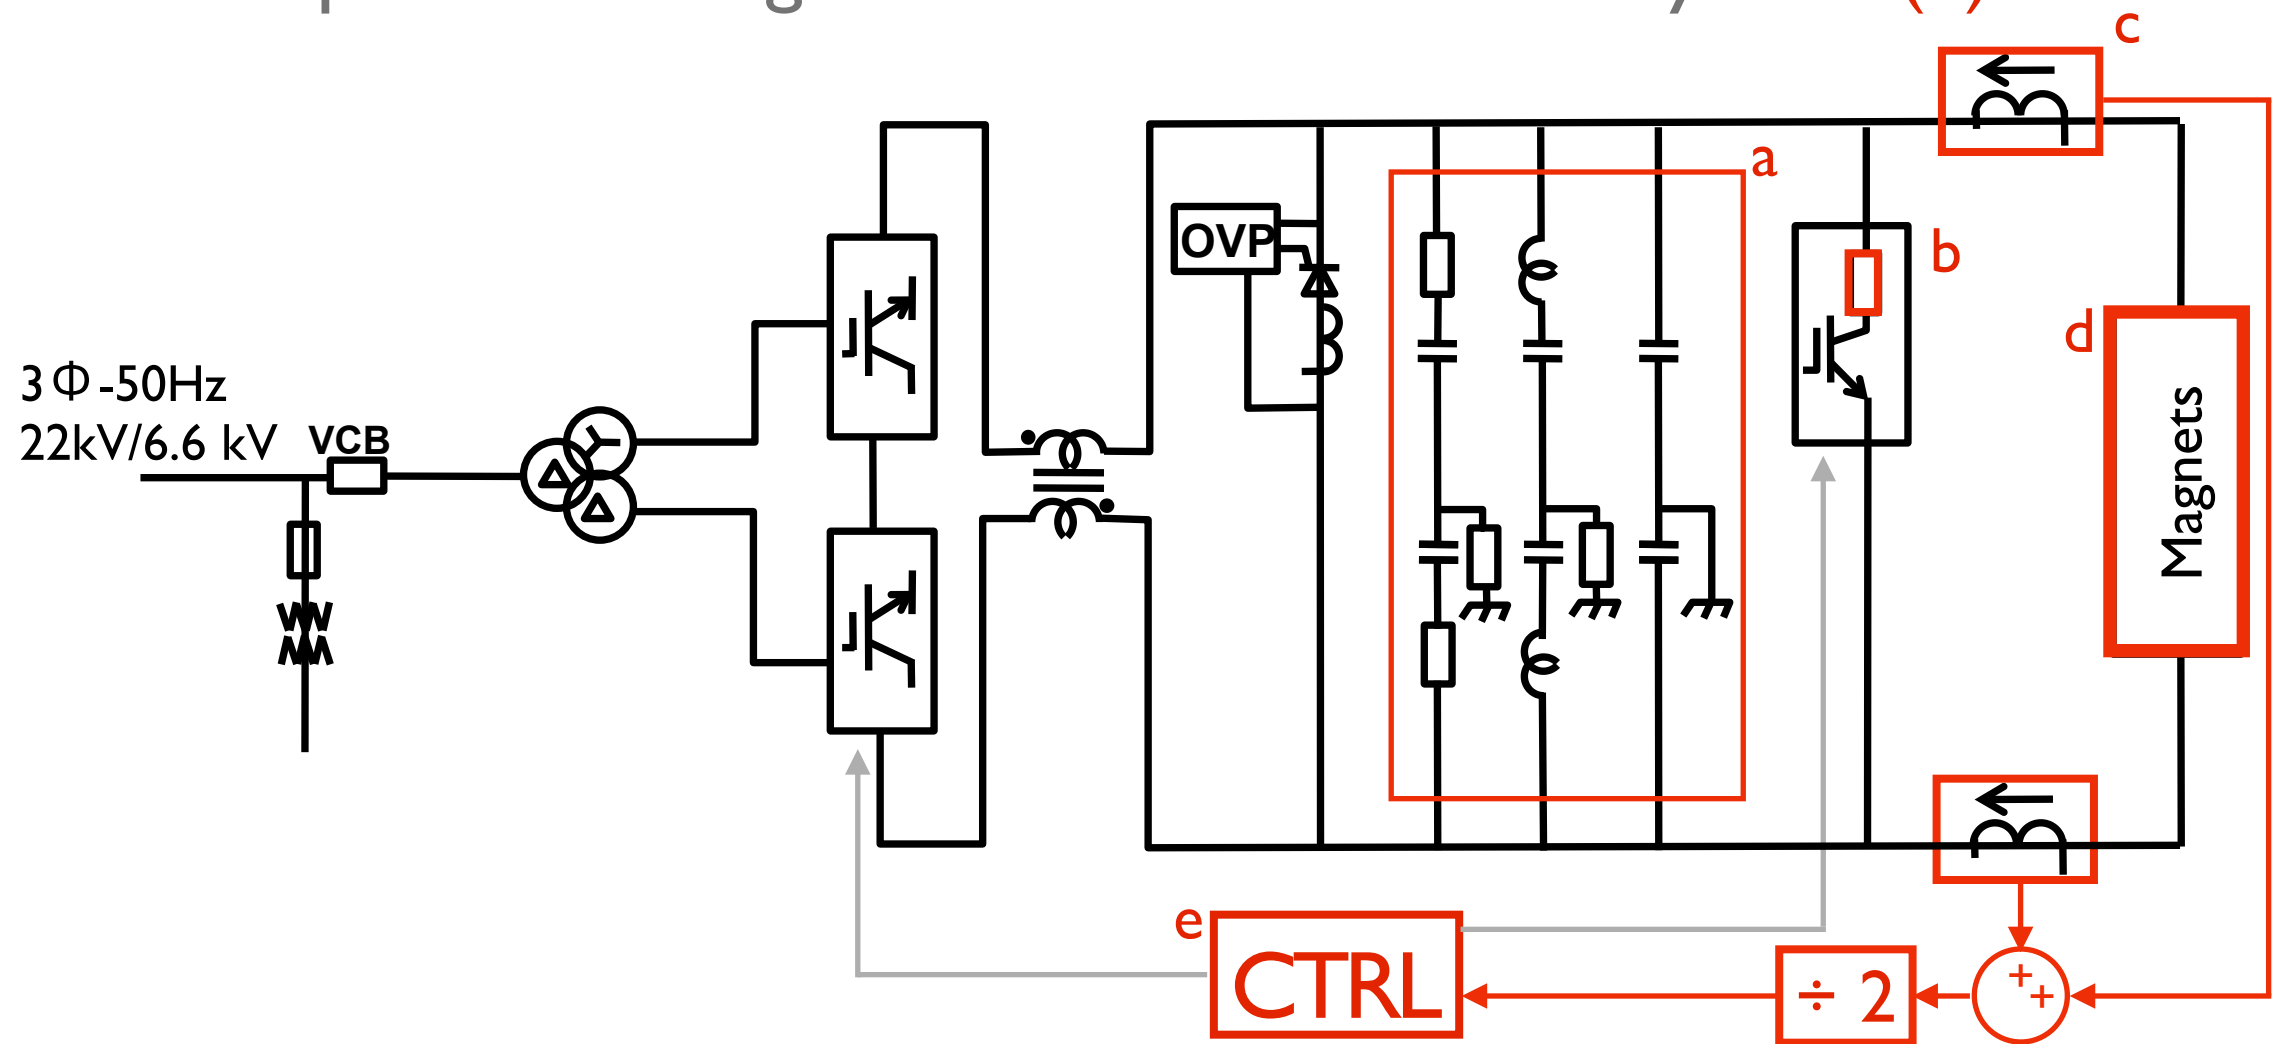 c
a
OVP
b
d
3Φ-50Hz
22kV/6.6 kV
VCB
Magnets
e
CTRL
÷ 2
+
+